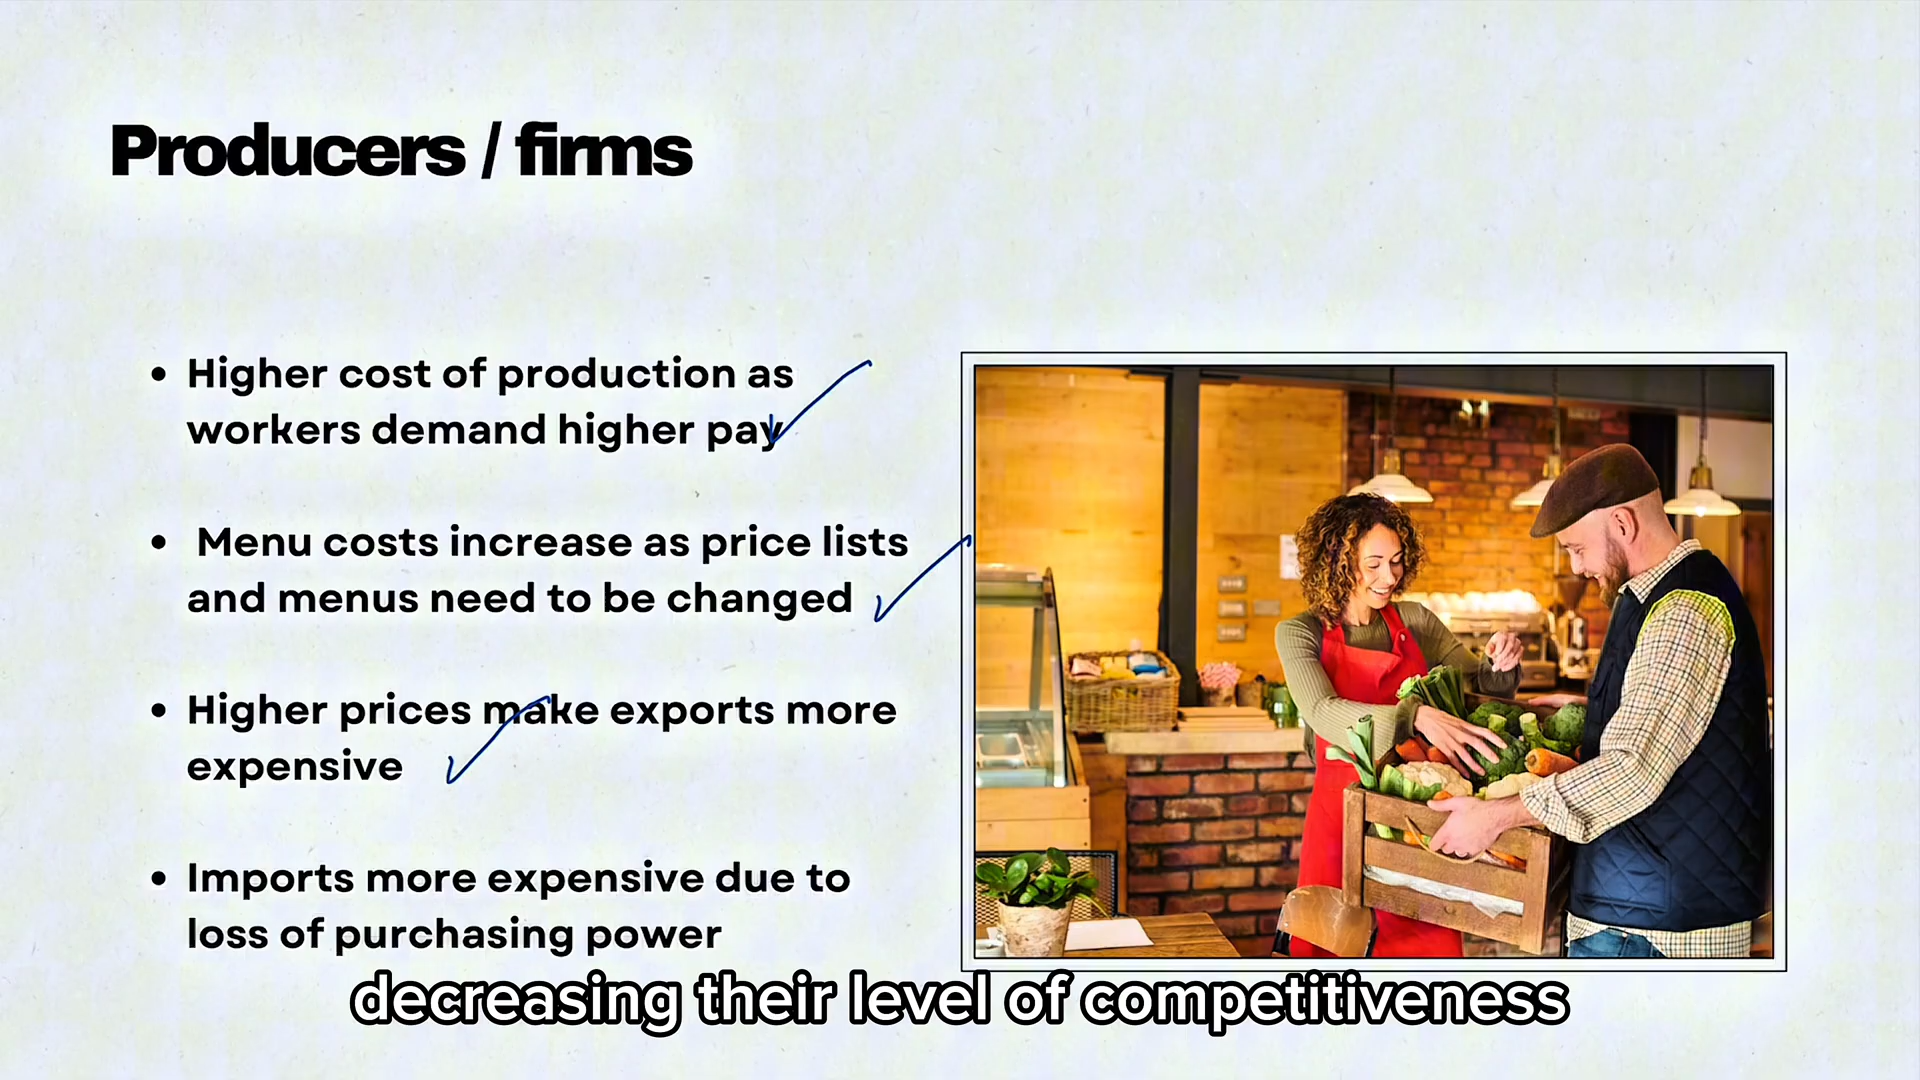 Producers / firms
• Higher cost of production as
workers demand higher pay
• Menu costs increase as price lists
and menus need to be changed
• Higher prices make exports more
expensive
• Imports more expensive due to
loss of purchasing power
decreasing their level of competitiveness